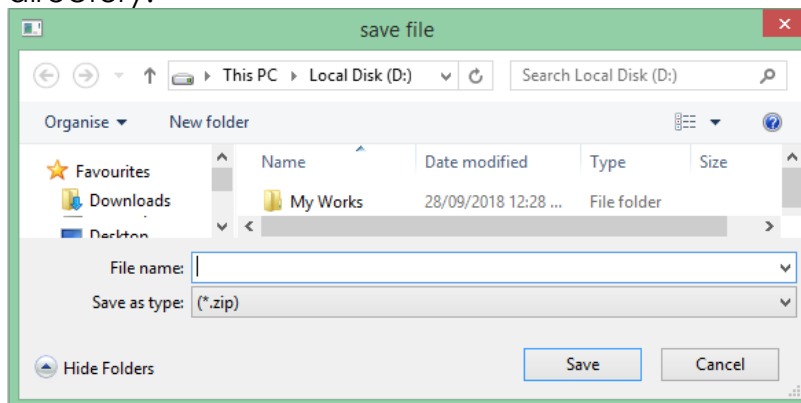 directory.
save file
This PC Local Disk (D:) Search Local Disk (D:)
Organise New folder
Name Date modified Type Size
Favourites
Downloads My Works 28/09/2018 12:28 ... File folder
Desktop
File name:
Save as type: (*.zip)
Hide Folders Save Cancel